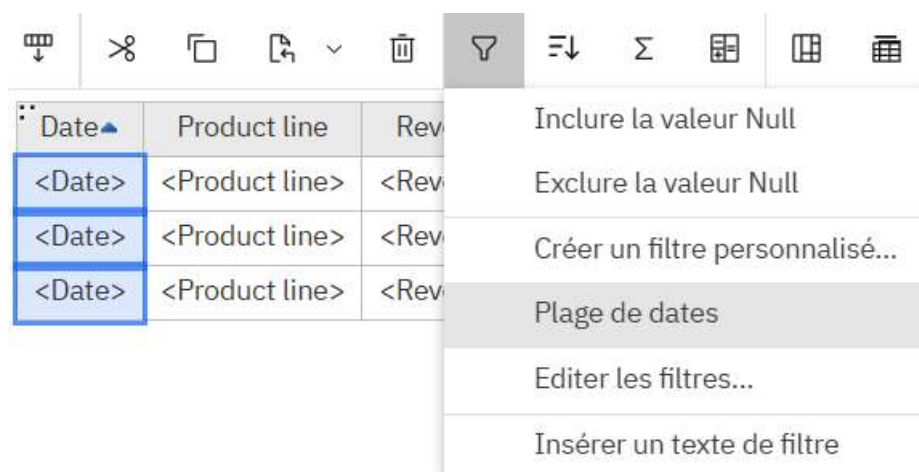 Date Product line Rev
<Date> <Product line> <Rev
<Date> <Product line> <Rev
<Date> <Product line> <Rev
Inclure la valeur Null
Exclure la valeur Null
Créer un filtre personnalisé...
Plage de dates
Editer les filtres...
Insérer un texte de filtre